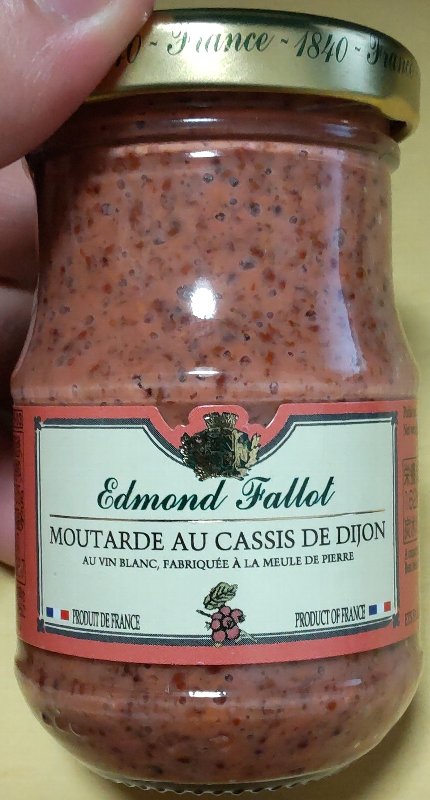 France - 1840 - France
Edmond Fallot
MOUTARDE AU CASSIS DE DIJON
AU VIN BLANC, FABRIQUÉE À LA MEULE DE PIERRE
PRODUIT DE FRANCE
PRODUCT OF FRANCE